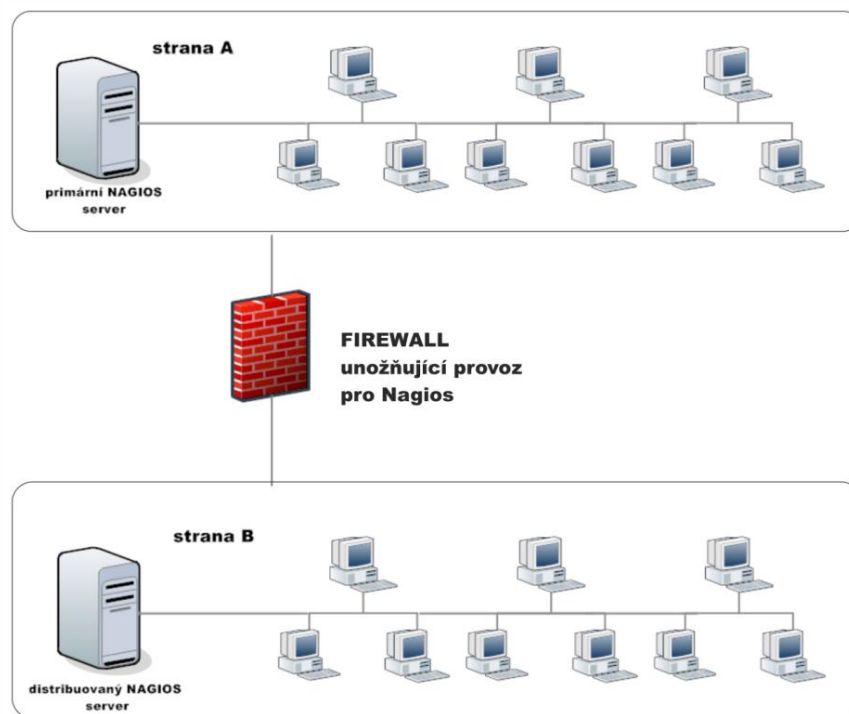 strana A
primární NAGIOS
server
FIREWALL
unožňující provoz
pro Nagios
strana B
distribuovaný NAGIOS
server